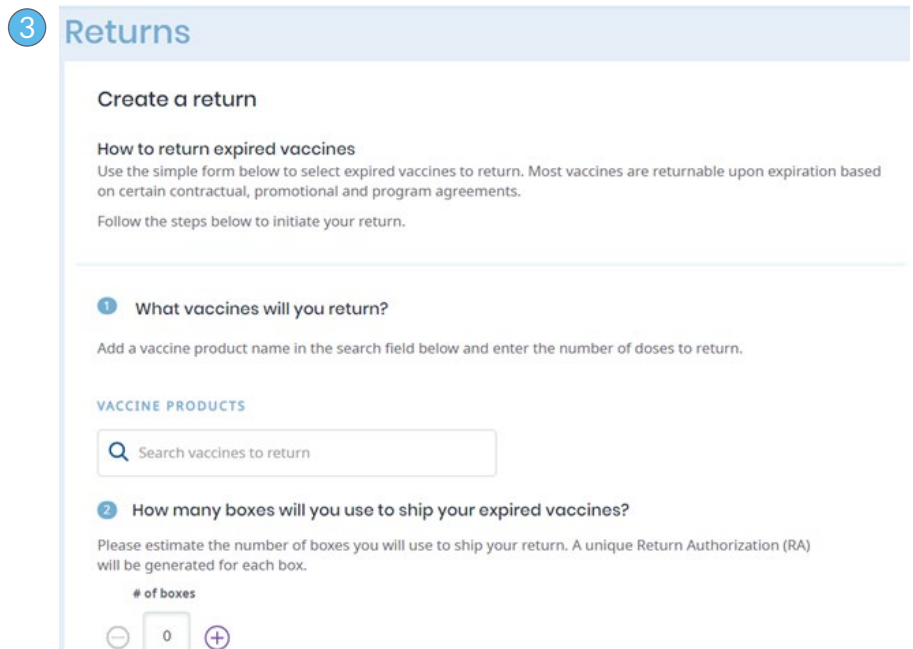 3
Returns
Create a return
How to return expired vaccines
Use the simple form below to select expired vaccines to return. Most vaccines are returnable upon expiration based
on certain contractual, promotional and program agreements.
Follow the steps below to initiate your return.
1 What vaccines will you return?
Add a vaccine product name in the search field below and enter the number of doses to return.
VACCINE PRODUCTS
Search vaccines to return
2 How many boxes will you use to ship your expired vaccines?
Please estimate the number of boxes you will use to ship your return. A unique Return Authorization (RA)
will be generated for each box.
# of boxes
0